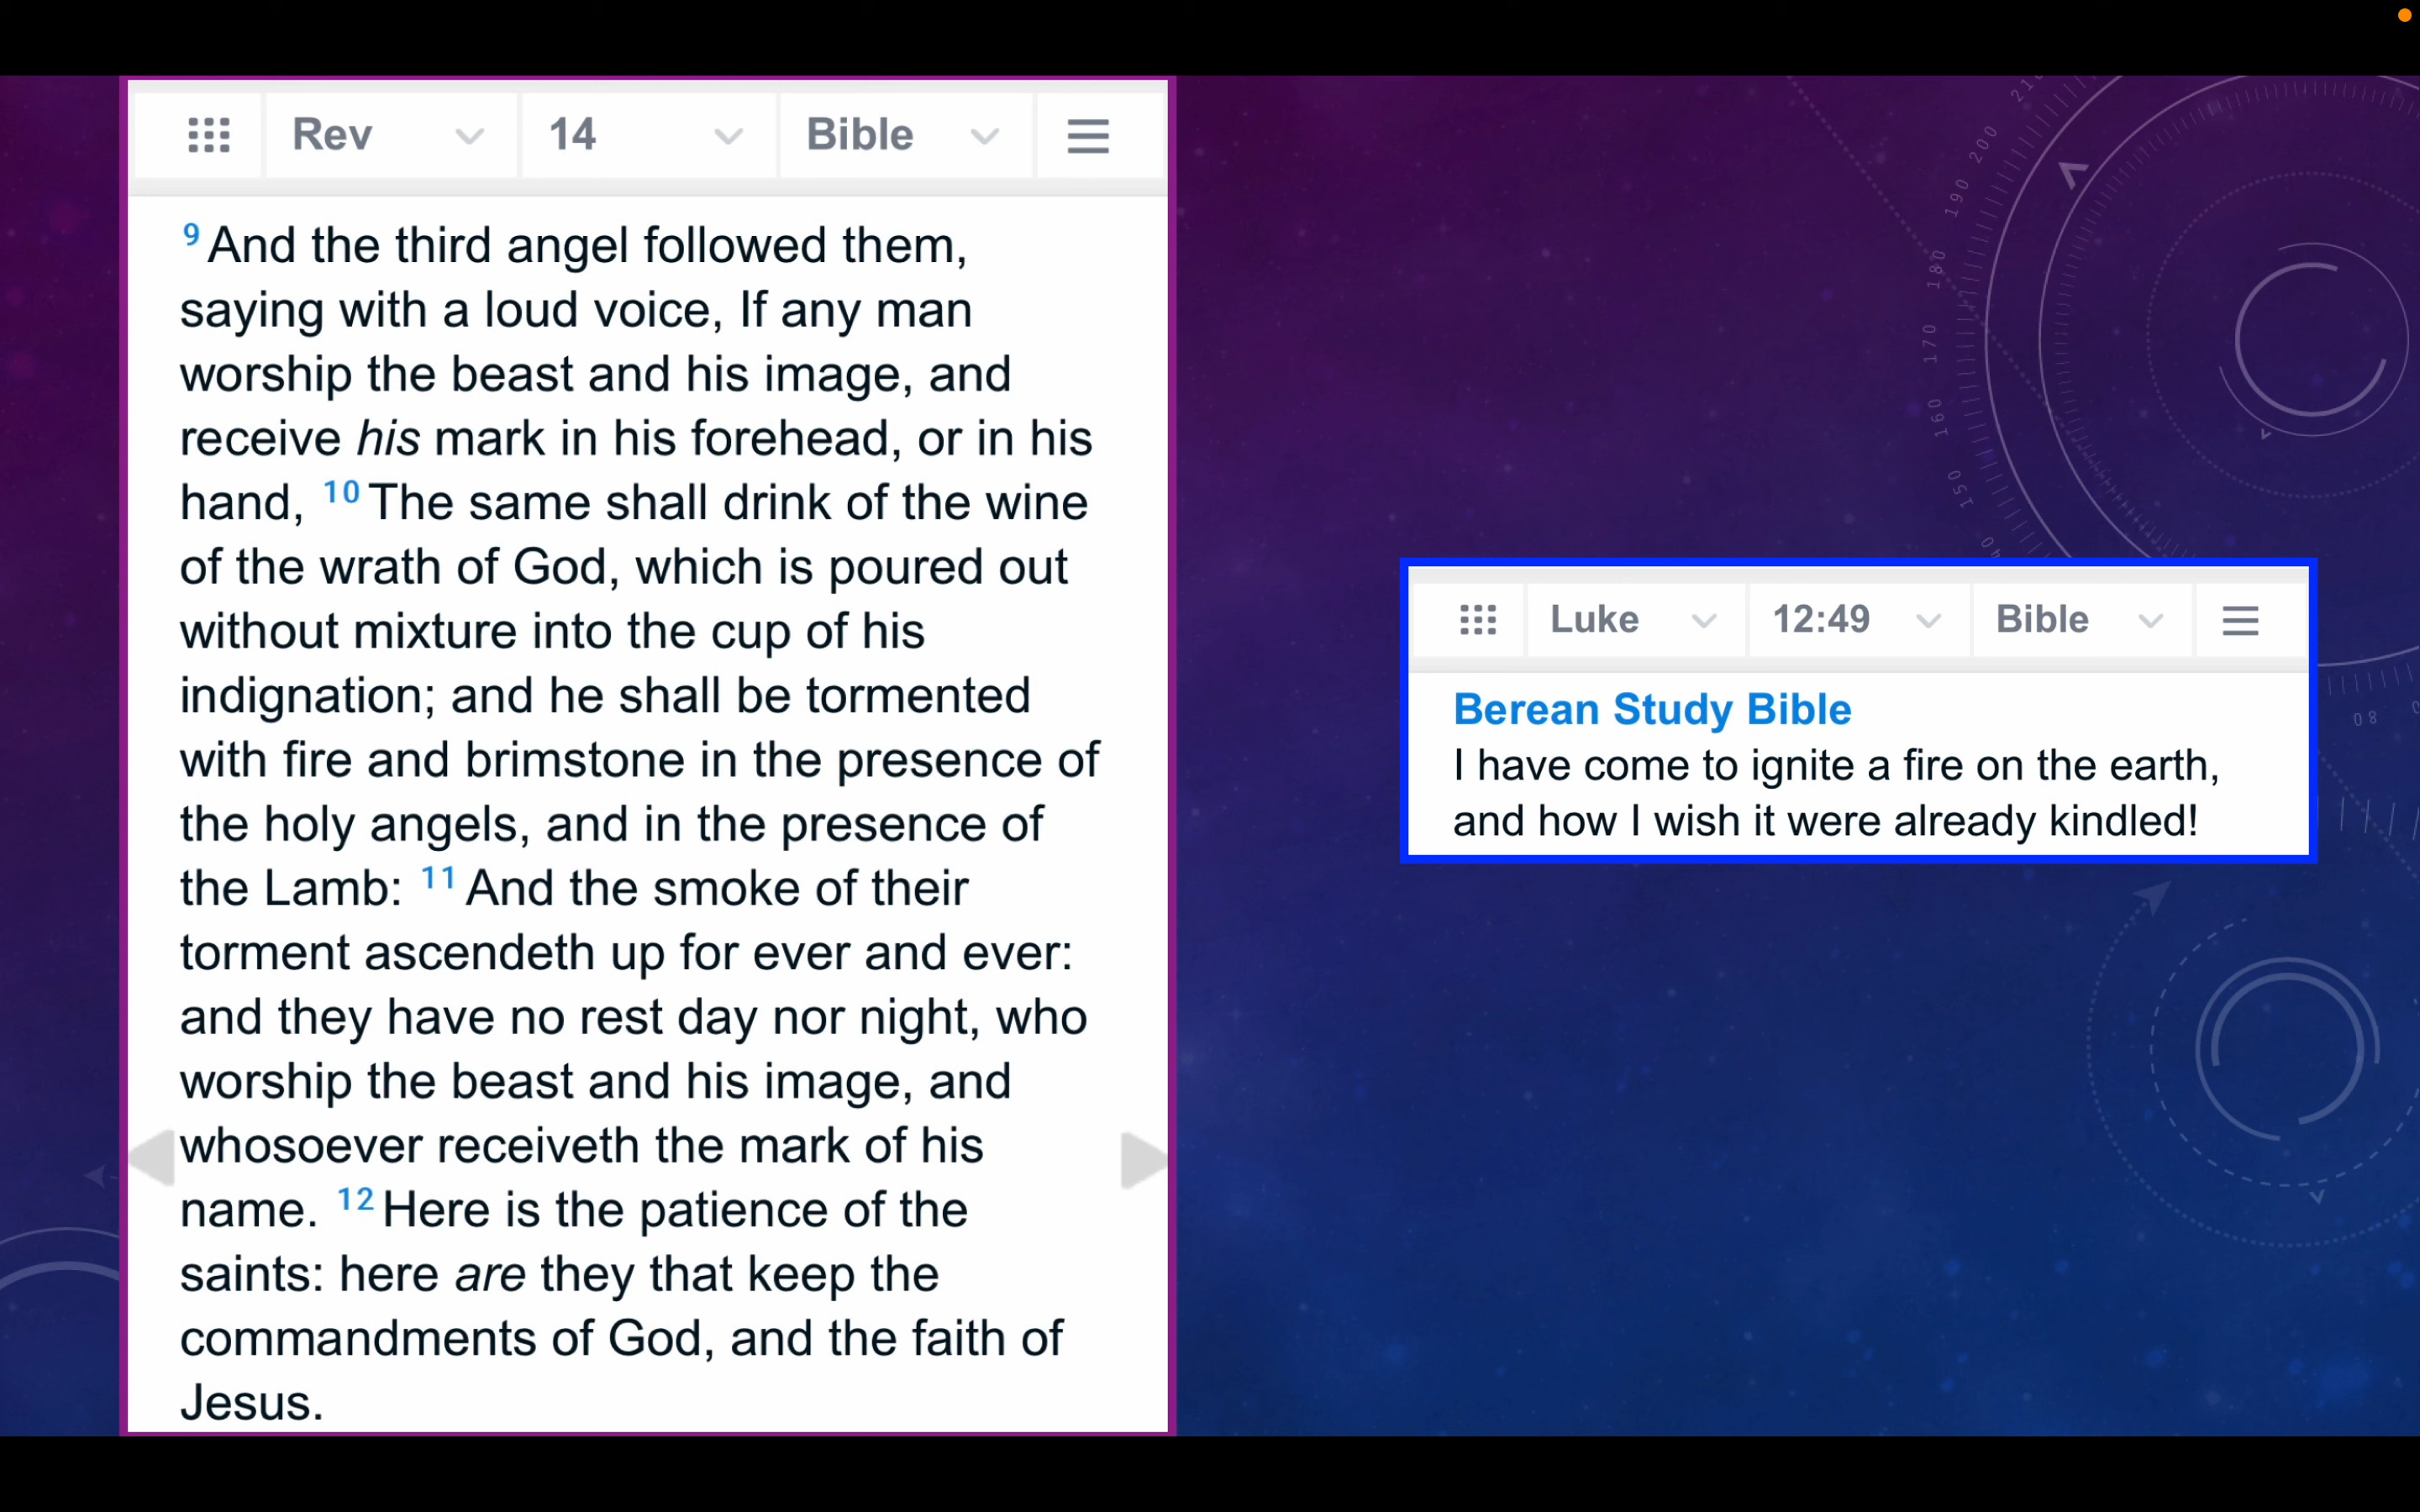 Rev 14 Bible
9 And the third angel followed them,
saying with a loud voice, If any man
worship the beast and his image, and
receive his mark in his forehead, or in his
hand, 10 The same shall drink of the wine
of the wrath of God, which is poured out
without mixture into the cup of his
indignation; and he shall be tormented
with fire and brimstone in the presence of
the holy angels, and in the presence of
the Lamb: 11 And the smoke of their
torment ascendeth up for ever and ever:
and they have no rest day nor night, who
worship the beast and his image, and
whosoever receiveth the mark of his
name. 12 Here is the patience of the
saints: here are they that keep the
commandments of God, and the faith of
Jesus.
Luke 12:49 Bible
Berean Study Bible
I have come to ignite a fire on the earth,
and how I wish it were already kindled!
200
190
180
170
160
150
80